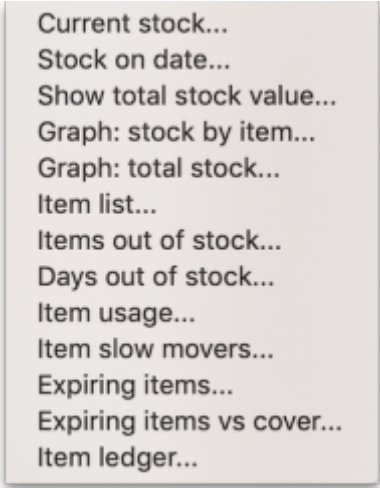 Current stock...
Stock on date...
Show total stock value...
Graph: stock by item...
Graph: total stock...
Item list...
Items out of stock...
Days out of stock...
Item usage...
Item slow movers...
Expiring items...
Expiring items vs cover...
Item ledger...